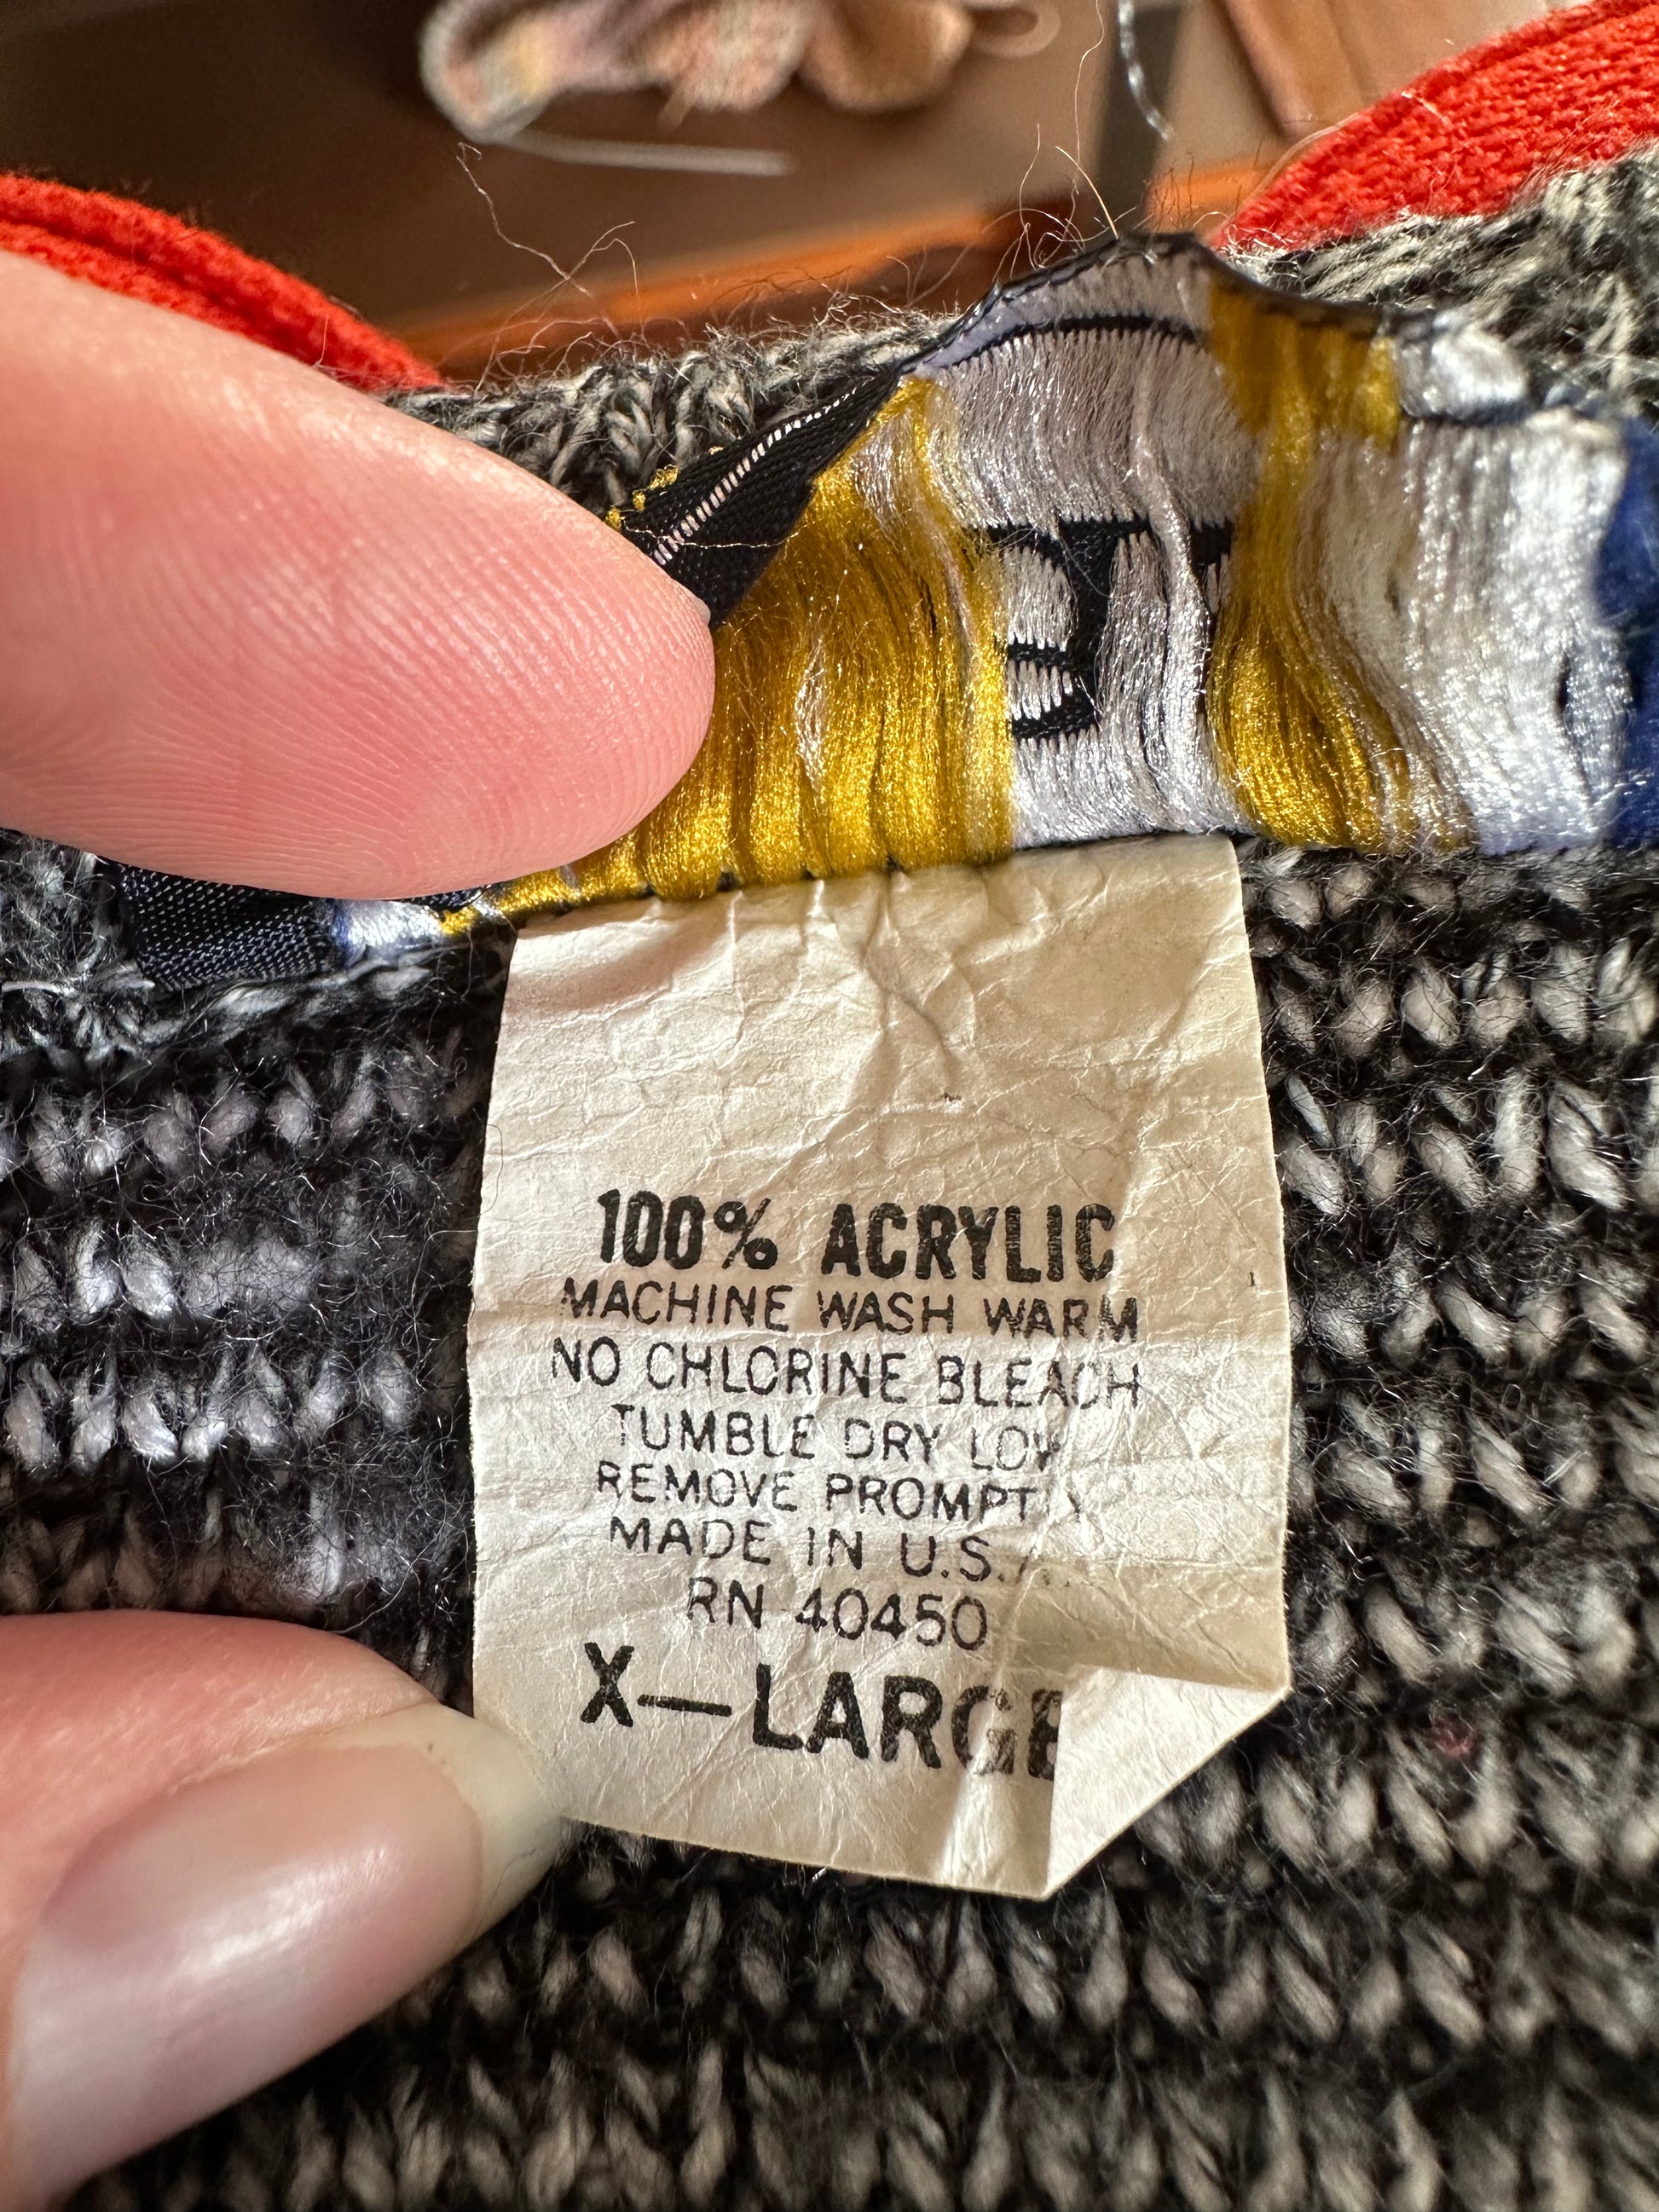 100% ACRYLIC
MACHINE WASH WARM
NO CHLORINE BLEACH
TUMBLE DRY LOW
REMOVE PROMPTLY
MADE IN U.S.A.
RN 40450
X—LARGE